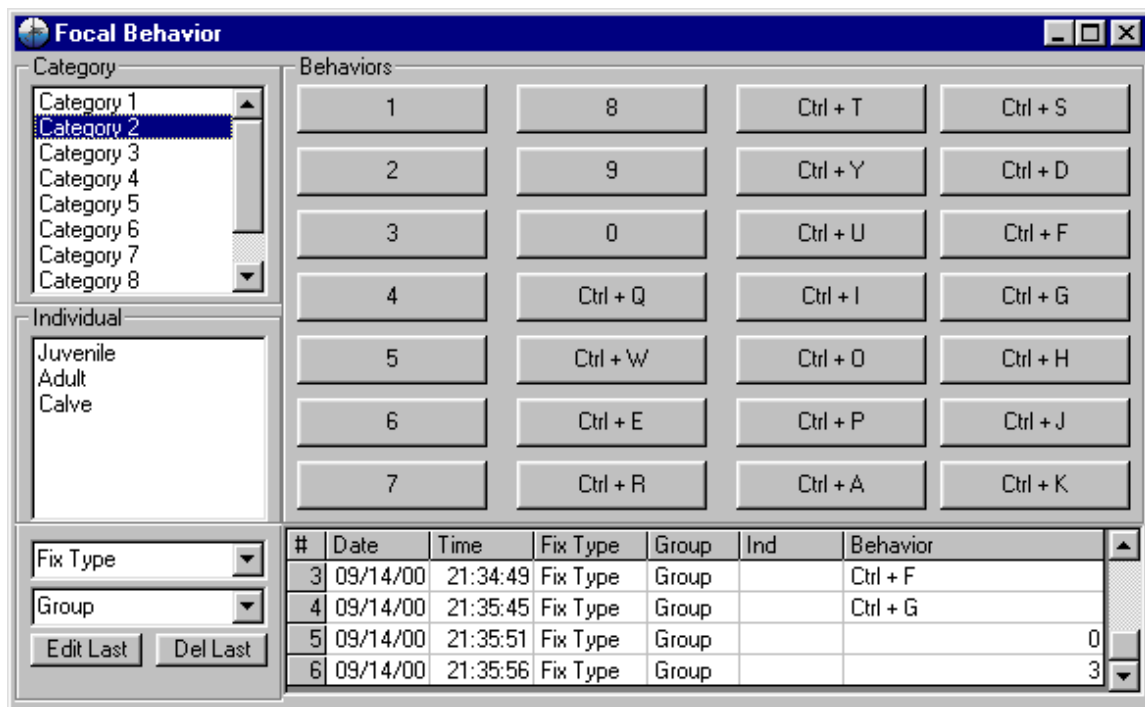 Focal Behavior
Category
Category 1
Category 2
Category 3
Category 4
Category 5
Category 6
Category 7
Category 8
Individual
Juvenile
Adult
Calve
Behaviors
1 8 Ctrl + T Ctrl + S
2 9 Ctrl + Y Ctrl + D
3 0 Ctrl + U Ctrl + F
4 Ctrl + Q Ctrl + I Ctrl + G
5 Ctrl + W Ctrl + O Ctrl + H
6 Ctrl + E Ctrl + P Ctrl + J
7 Ctrl + R Ctrl + A Ctrl + K
Fix Type
Group
Edit Last Del Last
# Date Time Fix Type Group Ind Behavior
3 09/14/00 21:34:49 Fix Type Group Ctrl + F
4 09/14/00 21:35:45 Fix Type Group Ctrl + G
5 09/14/00 21:35:51 Fix Type Group 0
6 09/14/00 21:35:56 Fix Type Group 3